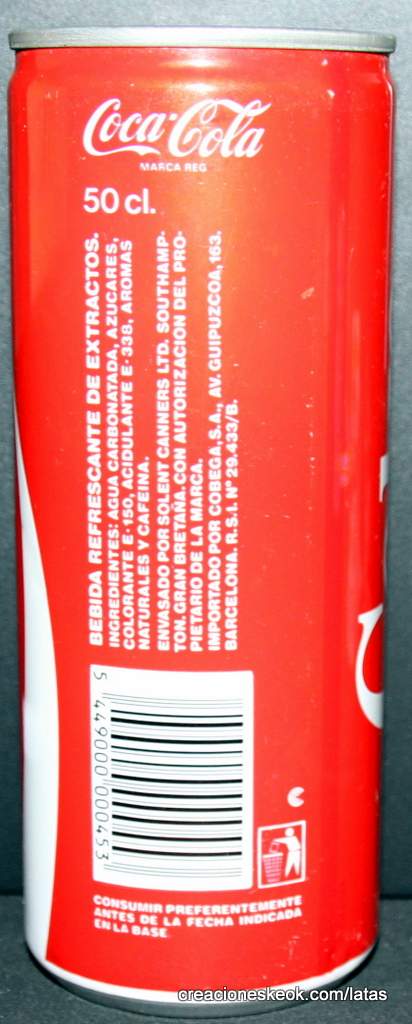 Coca-Cola
MARCA REG
50 cl.
BEBIDA REFRESCANTE DE EXTRACTOS.
INGREDIENTES: AGUA CARBONATADA, AZUCARES,
COLORANTE E-150, ACIDULANTE E-338, AROMAS
NATURALES Y CAFEINA.
ENVASADO POR SOLENT CANNERS LTD. SOUTHAMP-
TON, GRAN BRETAÑA, CON AUTORIZACION DEL PRO-
PIETARIO DE LA MARCA.
IMPORTADO POR COBEGA, S.A., AV. GUIPUZCOA, 163.
BARCELONA. R.S.I. Nº 29.433/B.
5 449000 000453
CONSUMIR PREFERENTEMENTE
ANTES DE LA FECHA INDICADA
EN LA BASE
creacioneskeok.com/latas